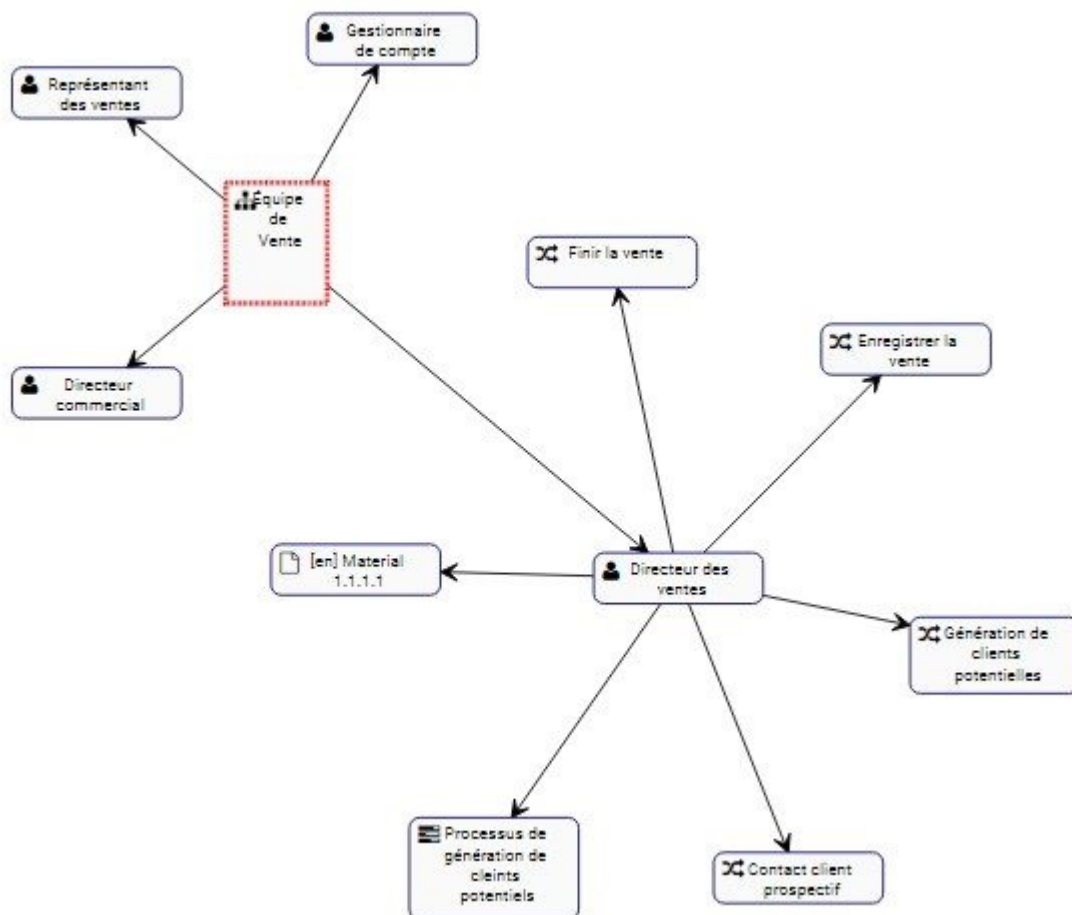 Gestionnaire
de compte
Représentant
des ventes
Équipe
de
Vente
Finir la vente
Enregistrer la
vente
Directeur
commercial
[en] Material
1.1.1.1
Directeur des
ventes
Génération de
clients
potentielles
Processus de
génération de
cleints
potentiels
Contact client
prospectif